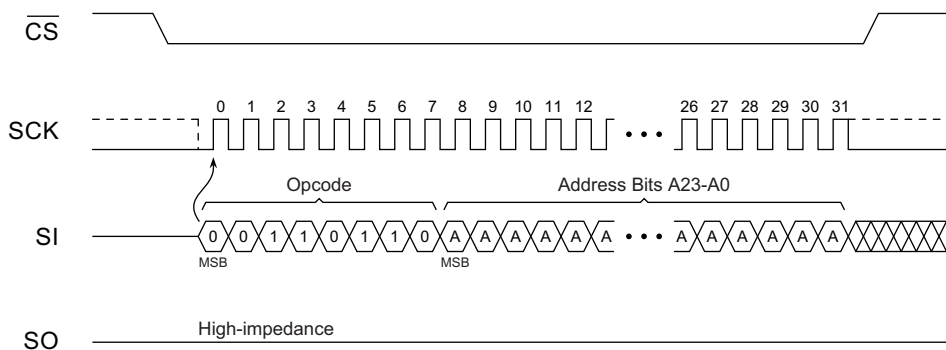 CS
SCK 0 1 2 3 4 5 6 7 8 9 10 11 12 • • • 26 27 28 29 30 31
Opcode Address Bits A23-A0
SI 0 0 1 1 0 1 1 0 A A A A A A • • • A A A A A A
MSB MSB
High-impedance
SO